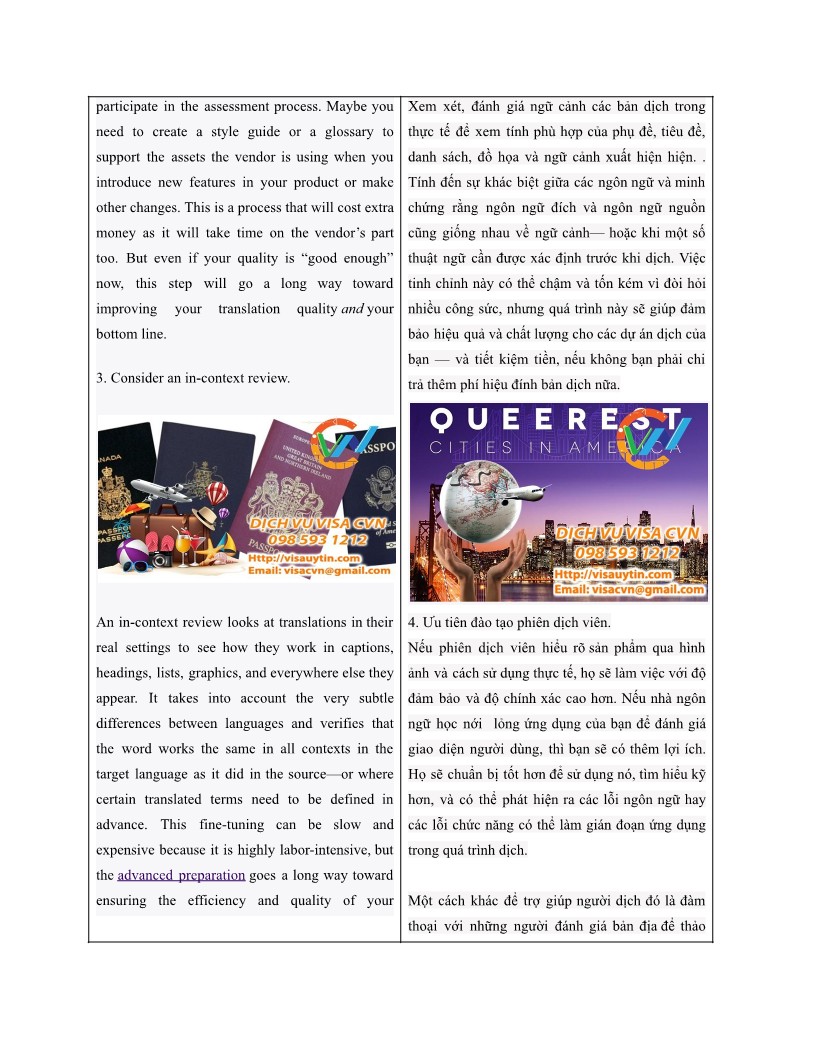 participate in the assessment process. Maybe you
need to create a style guide or a glossary to
support the assets the vendor is using when you
introduce new features in your product or make
other changes. This is a process that will cost extra
money as it will take time on the vendor’s part
too. But even if your quality is “good enough”
now, this step will go a long way toward
improving your translation quality and your
bottom line.
3. Consider an in-context review.
CANADA
PASSPORT
UNITED KINGDOM
GREAT BRITAIN
AND NORTHERN IRELAND
DỊCH VỤ VISA CVN
098 593 1212
Http://visauytin.com
Email: visacvn@gmail.com
An in-context review looks at translations in their
real settings to see how they work in captions,
headings, lists, graphics, and everywhere else they
appear. It takes into account the very subtle
differences between languages and verifies that
the word works the same in all contexts in the
target language as it did in the source—or where
certain translated terms need to be defined in
advance. This fine-tuning can be slow and
expensive because it is highly labor-intensive, but
the advanced preparation goes a long way toward
ensuring the efficiency and quality of your
Xem xét, đánh giá ngữ cảnh các bản dịch trong
thực tế để xem tính phù hợp của phụ đề, tiêu đề,
danh sách, đồ họa và ngữ cảnh xuất hiện hiện. .
Tính đến sự khác biệt giữa các ngôn ngữ và minh
chứng rằng ngôn ngữ đích và ngôn ngữ nguồn
cũng giống nhau về ngữ cảnh— hoặc khi một số
thuật ngữ cần được xác định trước khi dịch. Việc
tinh chỉnh này có thể chậm và tốn kém vì đòi hỏi
nhiều công sức, nhưng quá trình này sẽ giúp đảm
bảo hiệu quả và chất lượng cho các dự án dịch của
bạn — và tiết kiệm tiền, nếu không bạn phải chi
trả thêm phí hiệu đính bản dịch nữa.
QUEEREST
CITIES IN AMERICA
DỊCH VỤ VISA CVN
098 593 1212
Http://visauytin.com
Email: visacvn@gmail.com
4. Ưu tiên đào tạo phiên dịch viên.
Nếu phiên dịch viên hiểu rõ sản phẩm qua hình
ảnh và cách sử dụng thực tế, họ sẽ làm việc với độ
đảm bảo và độ chính xác cao hơn. Nếu nhà ngôn
ngữ học nới lỏng ứng dụng của bạn để đánh giá
giao diện người dùng, thì bạn sẽ có thêm lợi ích.
Họ sẽ chuẩn bị tốt hơn để sử dụng nó, tìm hiểu kỹ
hơn, và có thể phát hiện ra các lỗi ngôn ngữ hay
các lỗi chức năng có thể làm gián đoạn ứng dụng
trong quá trình dịch.
Một cách khác để trợ giúp người dịch đó là đàm
thoại với những người đánh giá bản địa để thảo